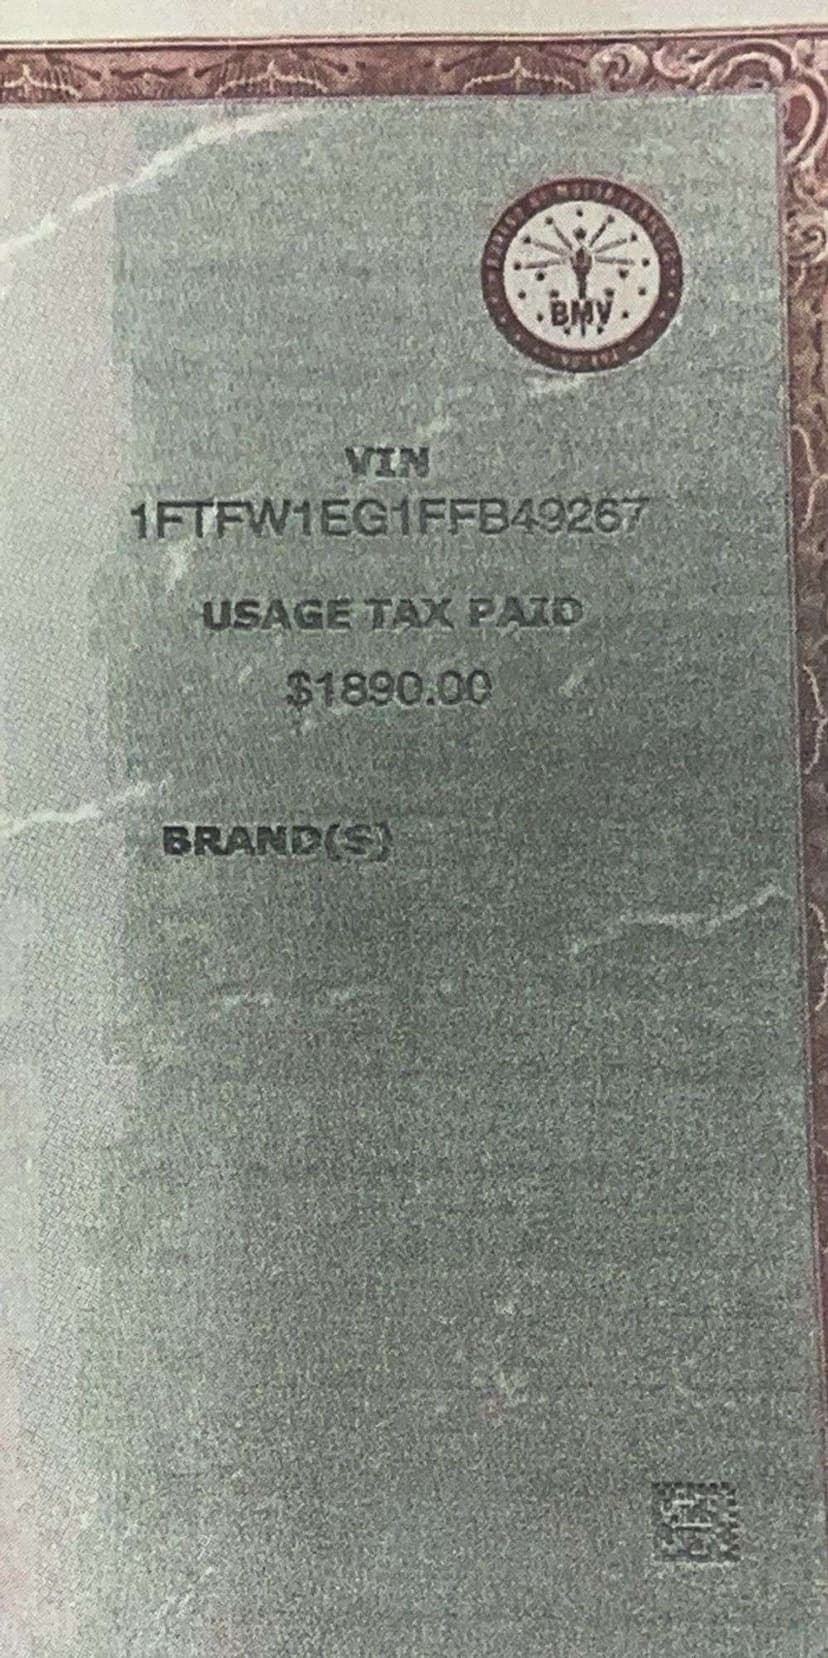 BMV
VIN
1FTFW1EG1FFB49267
USAGE TAX PAID
$1890.00
BRAND(S)